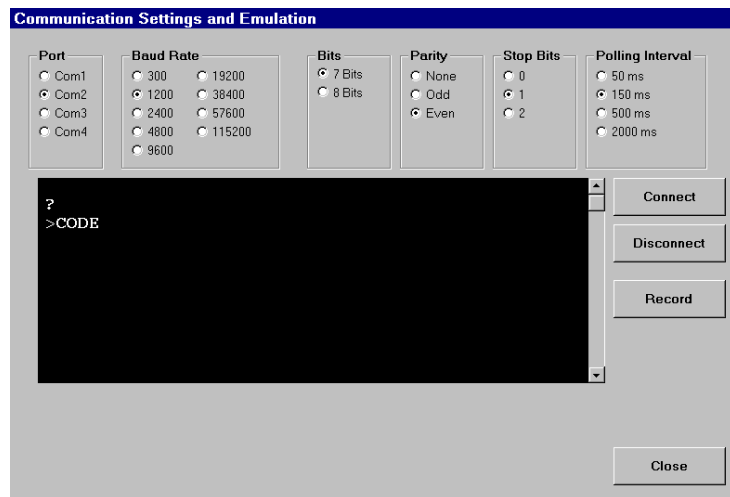 Communication Settings and Emulation
Port
Com1
Com2
Com3
Com4
Baud Rate
300
1200
2400
4800
9600
19200
38400
57600
115200
Bits
7 Bits
8 Bits
Parity
None
Odd
Even
Stop Bits
0
1
2
Polling Interval
50 ms
150 ms
500 ms
2000 ms
?
>CODE
Connect
Disconnect
Record
Close